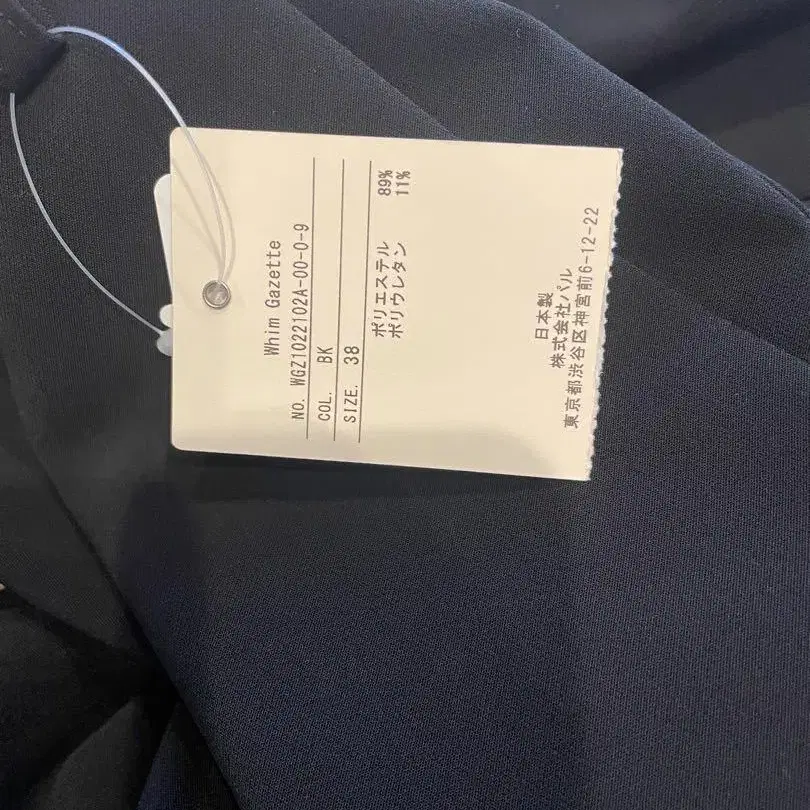 Whim Gazette
NO. WGZ1022102A-00-0-9
COL. BK
SIZE. 38
ポリエステル 89%
ポリウレタン 11%
日本製
株式会社パル
東京都渋谷区神宮前6-12-22